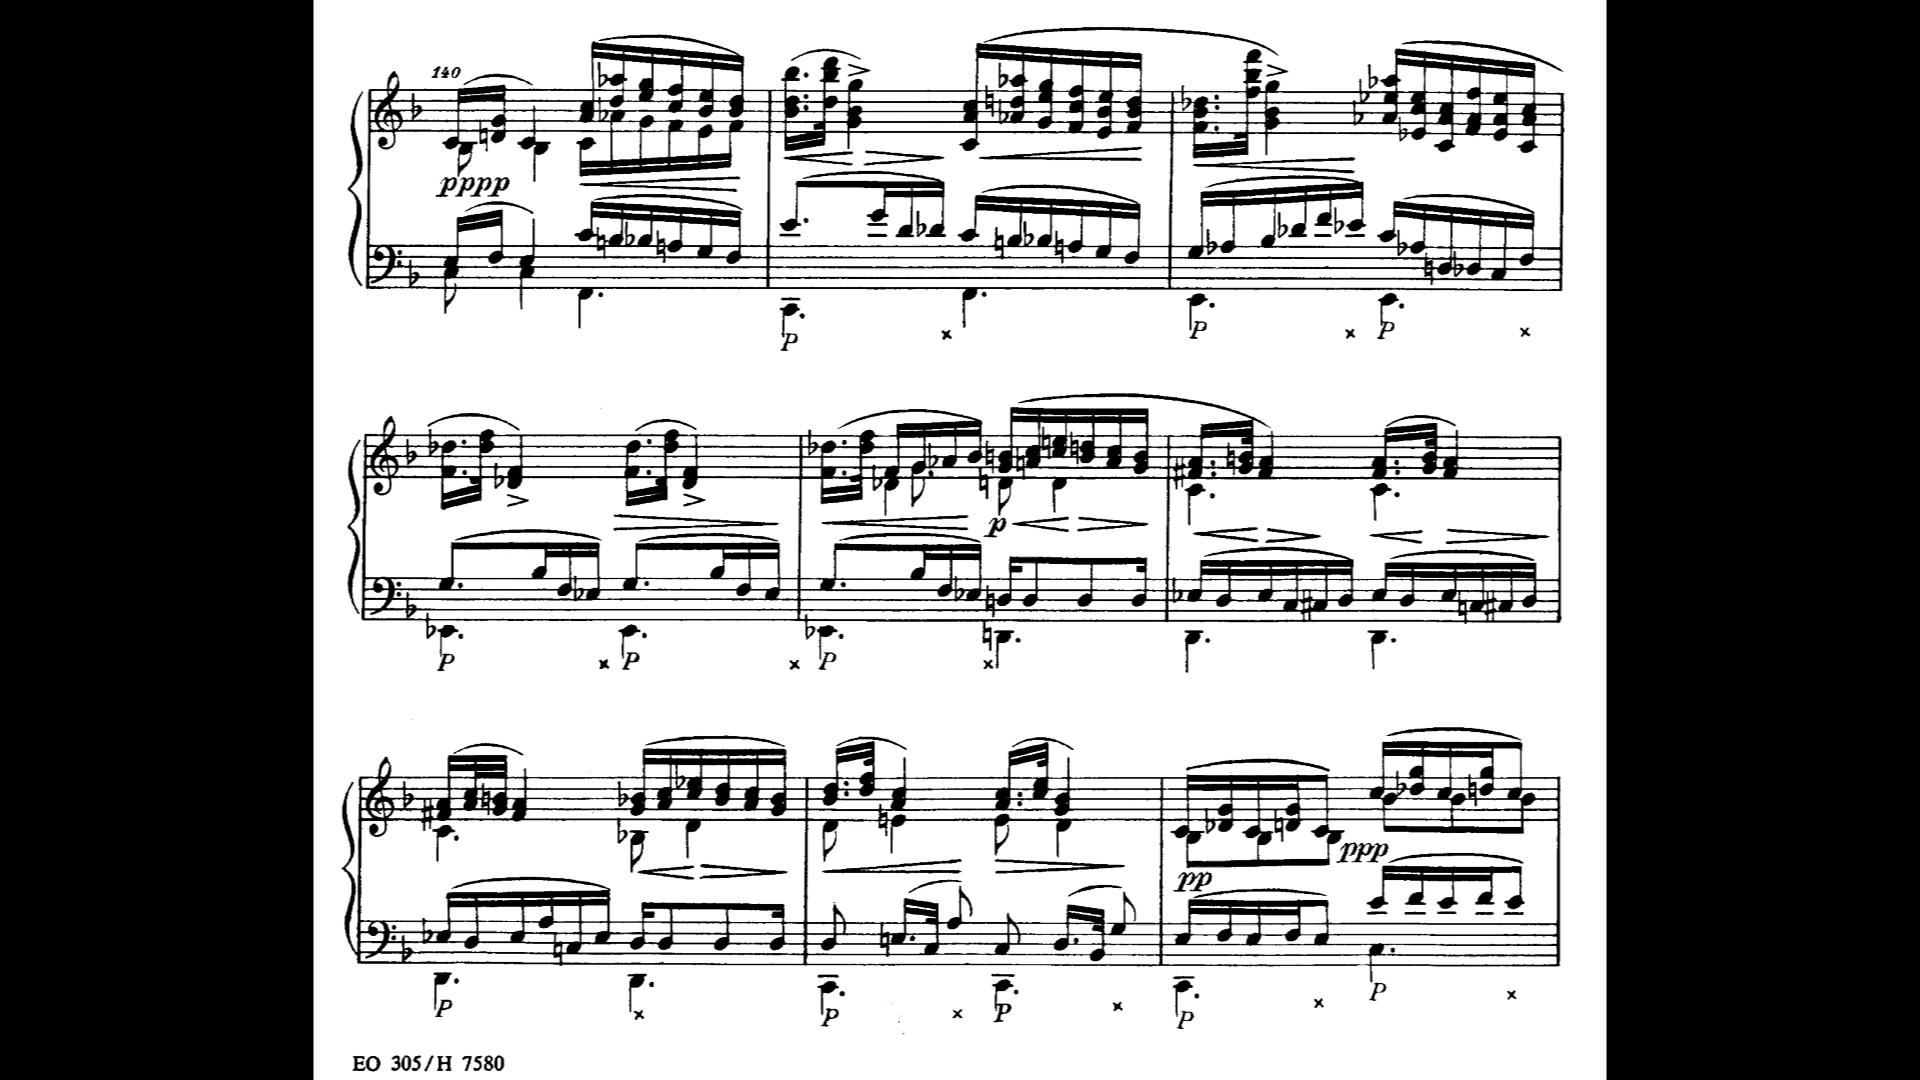 140
pppp
P × 
P × P ×
P × P × P ×
p
pp
ppp
P × P × P × P × P
EO 305/H 7580